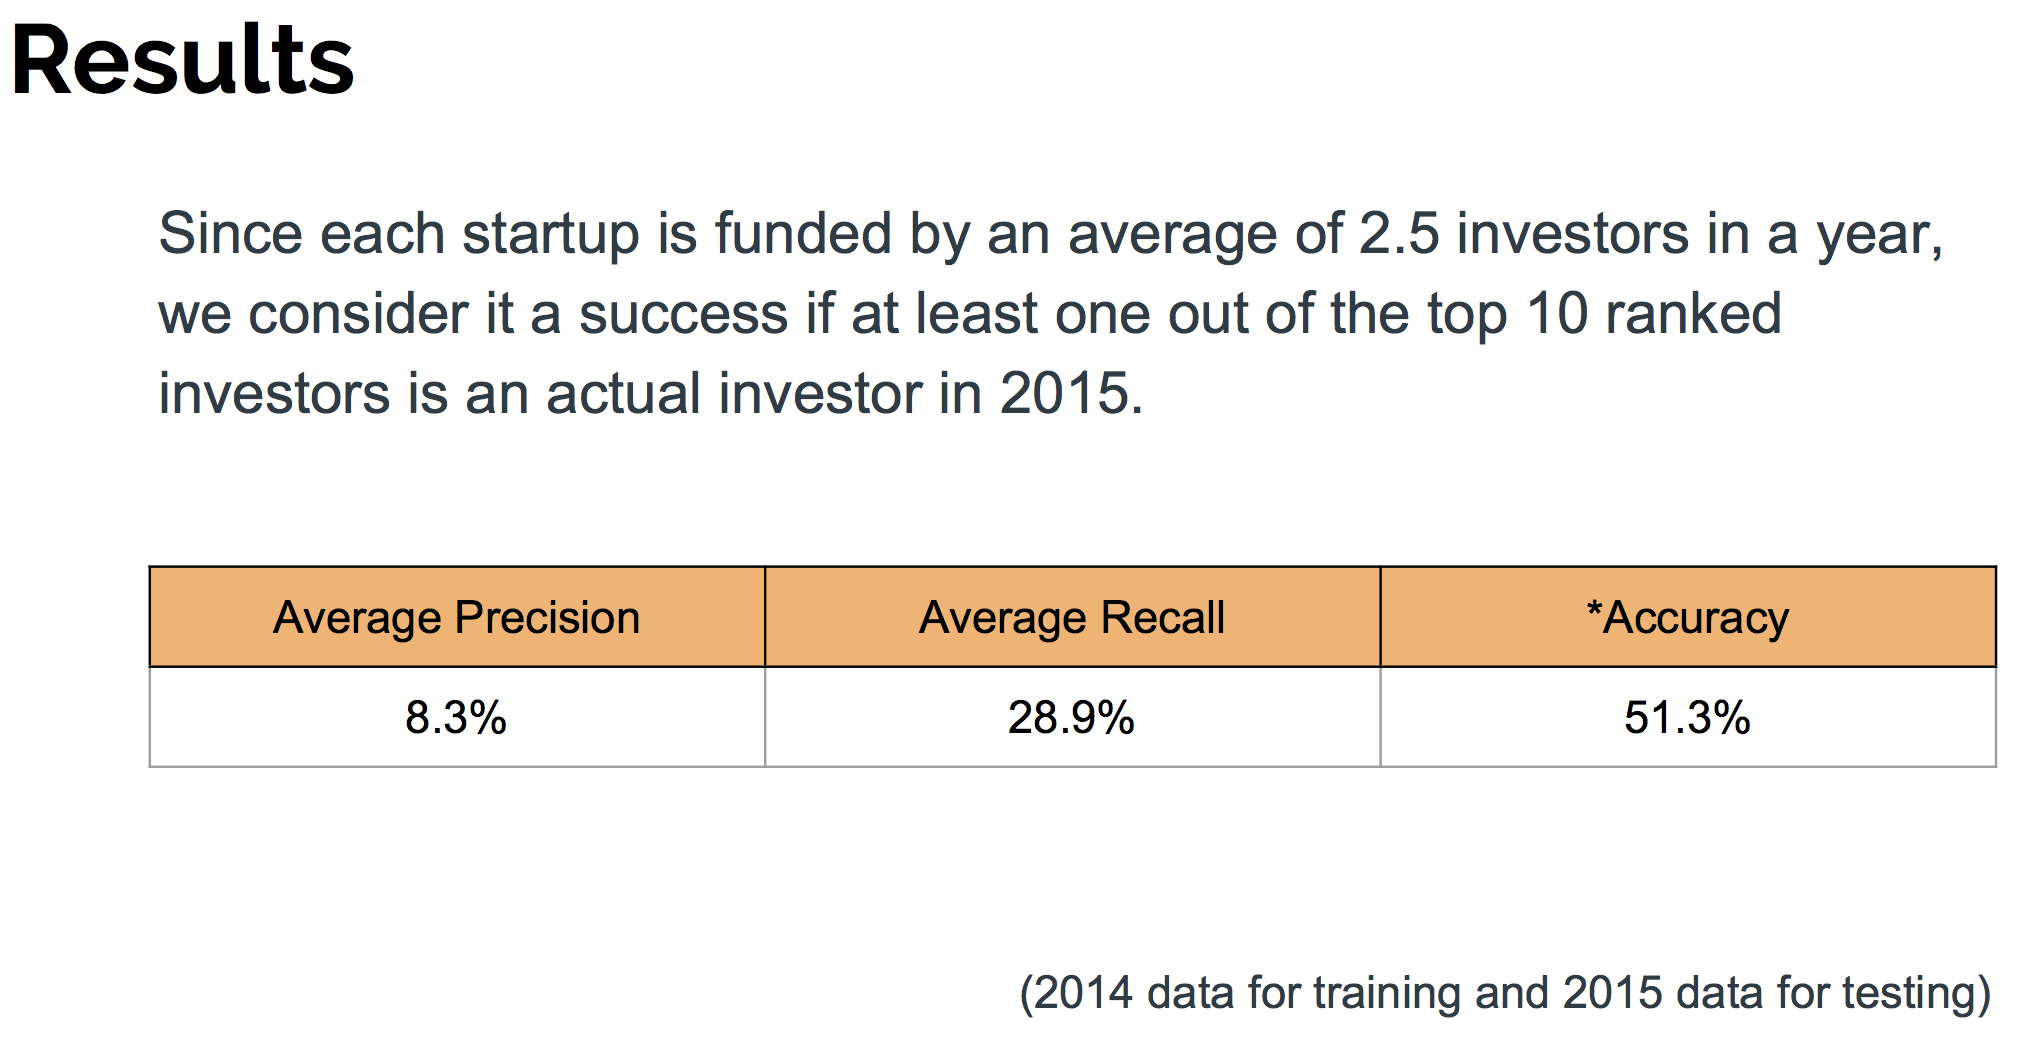 Results
Since each startup is funded by an average of 2.5 investors in a year,
we consider it a success if at least one out of the top 10 ranked
investors is an actual investor in 2015.
Average Precision Average Recall *Accuracy
8.3% 28.9% 51.3%
(2014 data for training and 2015 data for testing)